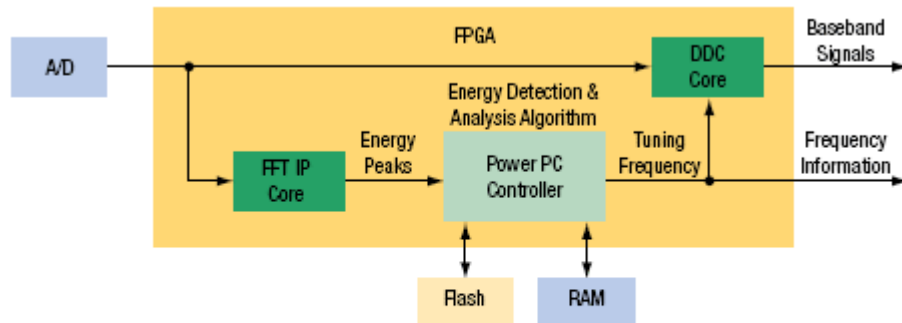 FPGA
Baseband
Signals
A/D
DDC
Core
Energy Detection &
Analysis Algorithm
Energy
Peaks
Tuning
Frequency
Frequency
Information
FFT IP
Core
Power PC
Controller
Flash
RAM